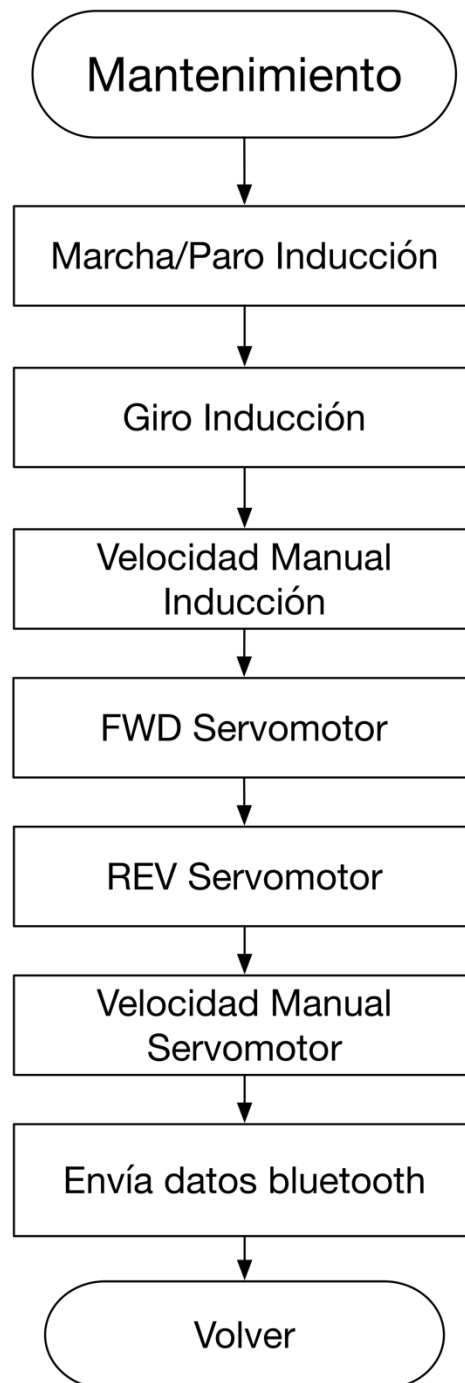 Mantenimiento
Marcha/Paro Inducción
Giro Inducción
Velocidad Manual
Inducción
FWD Servomotor
REV Servomotor
Velocidad Manual
Servomotor
Envía datos bluetooth
Volver